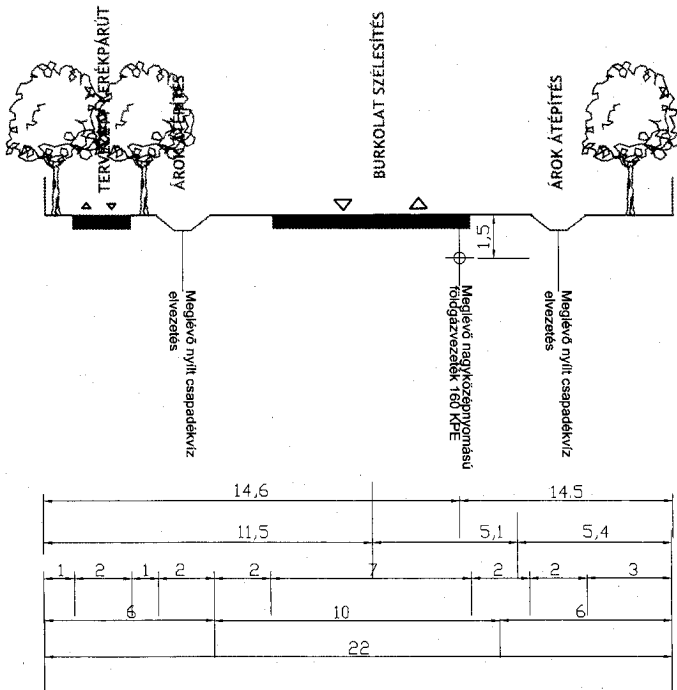 TERVEZETT KERÉKPÁRÚT
ÁROK ÁTÉPÍTÉS
BURKOLAT SZÉLESÍTÉS
ÁROK ÁTÉPÍTÉS
1,5
Meglévő nyílt csapadékvíz
elvezetés
Meglévő nagyközépnyomású
földgázvezeték 160 KPE
Meglévő nyílt csapadékvíz
elvezetés
14,6 14.5
11,5 5,1 5,4
1 2 1 2 2 7 2 2 3
6 10 6
22